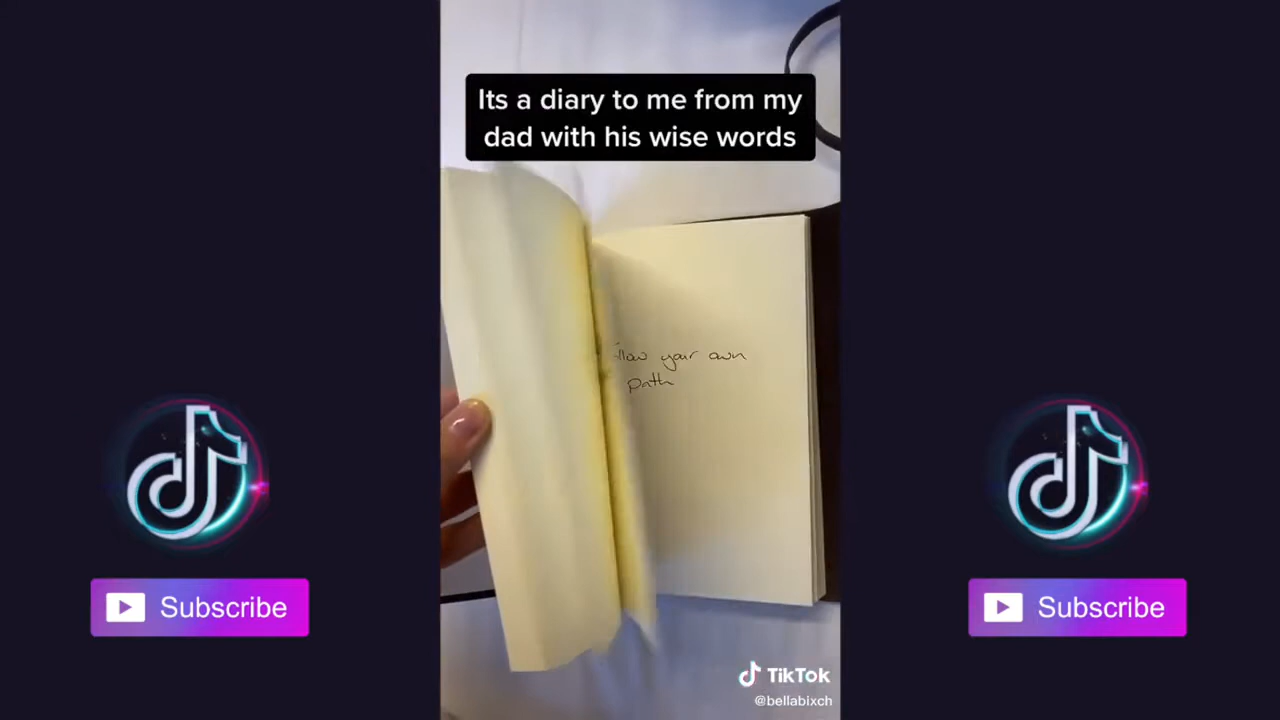 Its a diary to me from my
dad with his wise words
your own
path
Subscribe
Subscribe
TikTok
@bellabixch